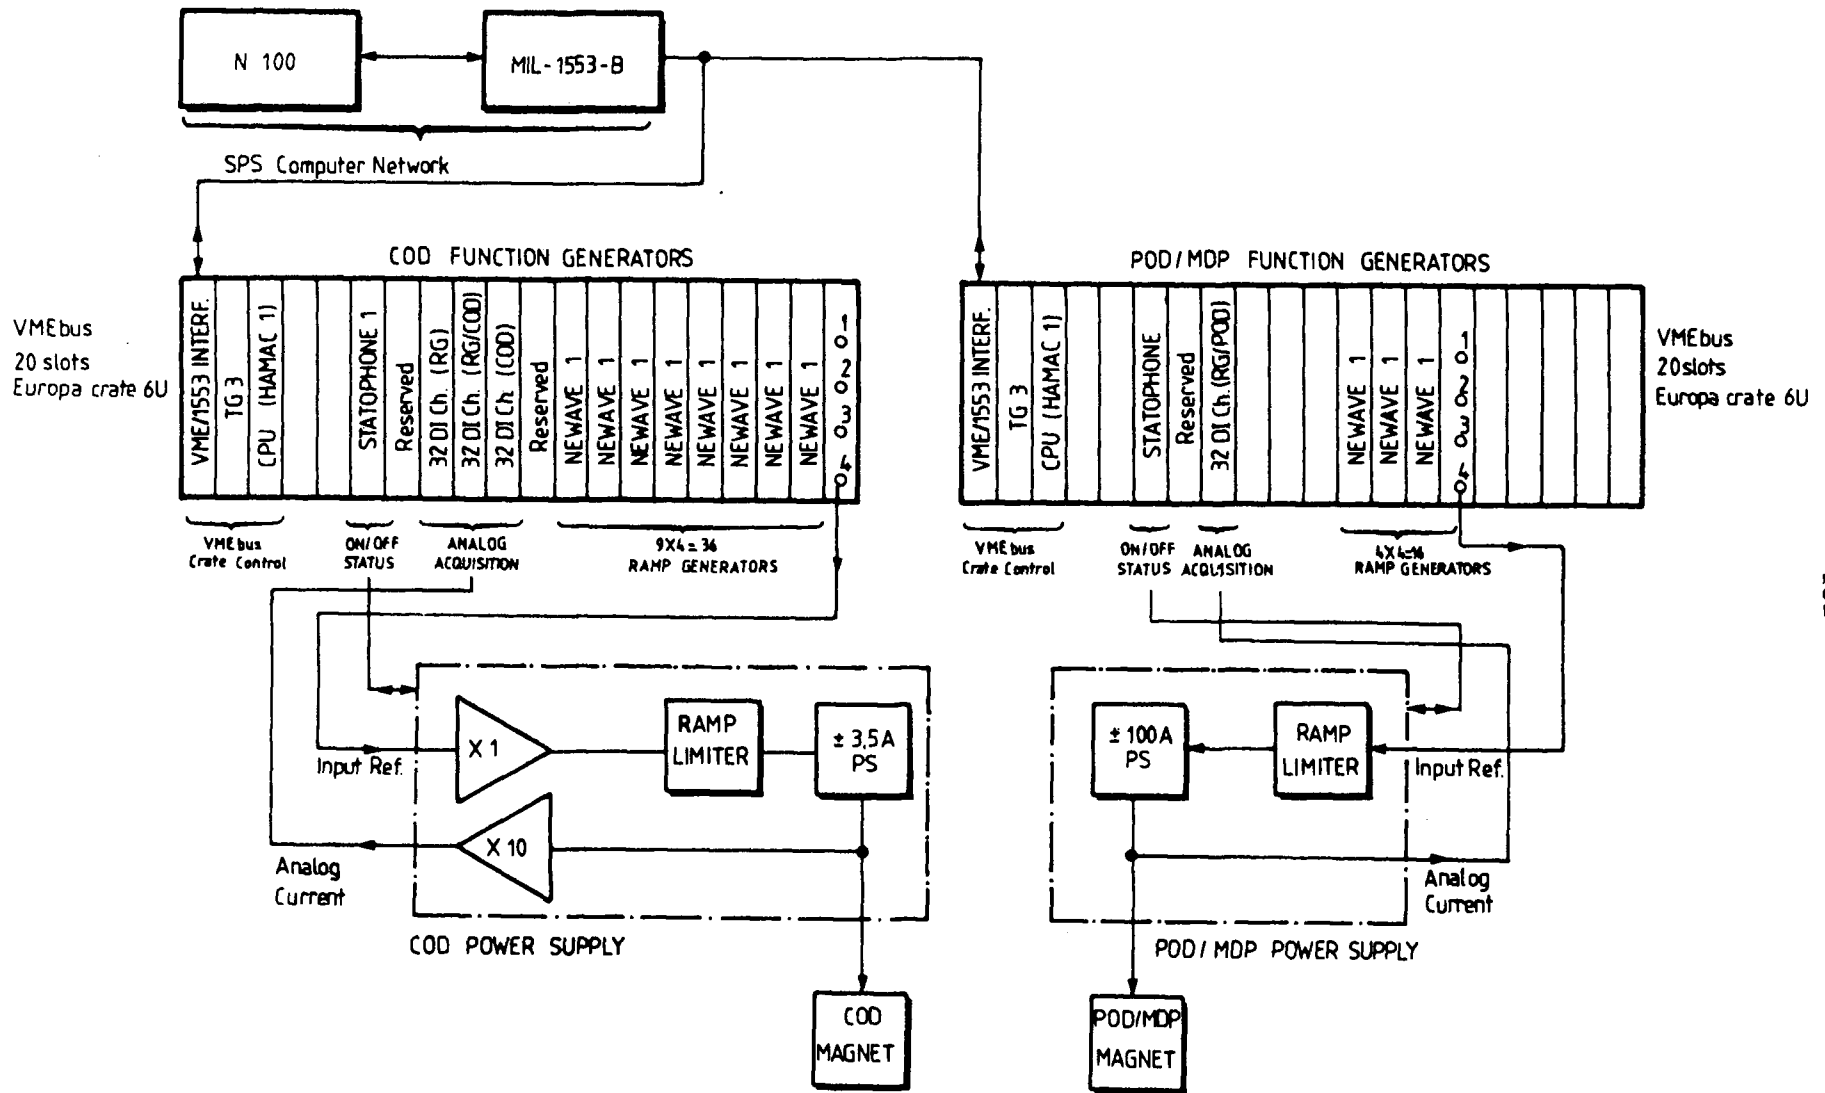 N 100
MIL-1553-B
SPS Computer Network
COD FUNCTION GENERATORS
VMEbus
20 slots
Europa crate 6U
VME/1553 INTERF.
TG 3
CPU (HAMAC 1)
STATOPHONE 1
Reserved
32 DI Ch. (RG)
32 DI Ch. (RG/COD)
32 DI Ch (COD)
Reserved
NEWAVE 1
NEWAVE 1
NEWAVE 1
NEWAVE 1
NEWAVE 1
NEWAVE 1
NEWAVE 1
NEWAVE 1
1
2
3
4
VMEbus
Crate Control
ON/OFF
STATUS
ANALOG
ACQUISITION
9X4=36
RAMP GENERATORS
POD/MDP FUNCTION GENERATORS
VME/1553 INTERF.
TG 3
CPU (HAMAC 1)
STATOPHONE
Reserved
32 DI Ch. (RG/POD)
NEWAVE 1
NEWAVE 1
NEWAVE 1
1
2
3
4
VMEbus
20slots
Europa crate 6U
VMEbus
Crate Control
ON/OFF
STATUS
ANALOG
ACQUISITION
4X4=16
RAMP GENERATORS
X 1
RAMP
LIMITER
± 3,5A
PS
Input Ref.
X 10
Analog
Current
COD POWER SUPPLY
COD
MAGNET
± 100A
PS
RAMP
LIMITER
Input Ref.
Analog
Current
POD/MDP POWER SUPPLY
POD/MDP
MAGNET